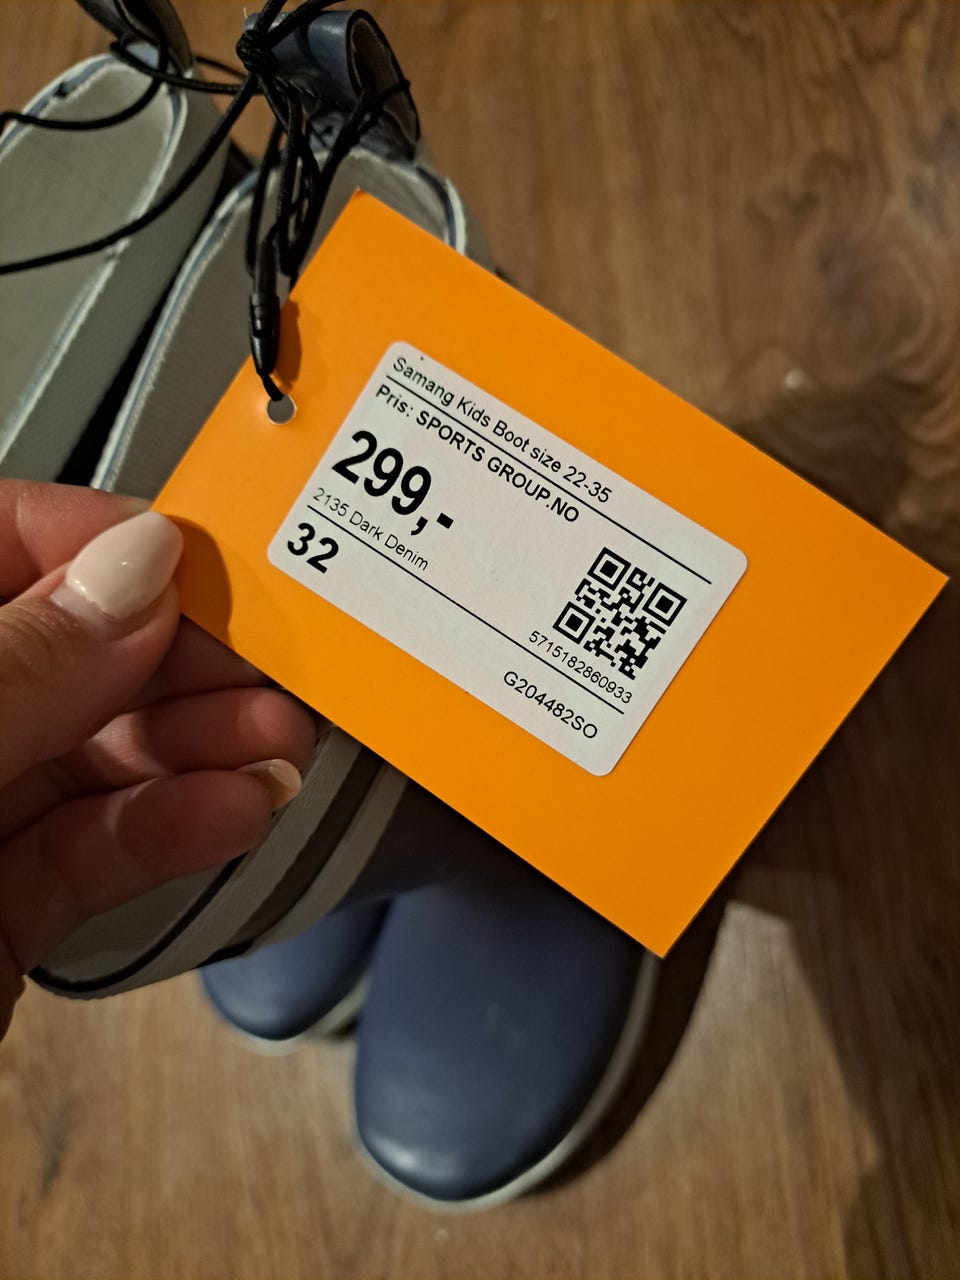 Samang Kids Boot size 22-35
Pris: SPORTS GROUP.NO
299,-
2135 Dark Denim
32
5715182860933
G204482SO